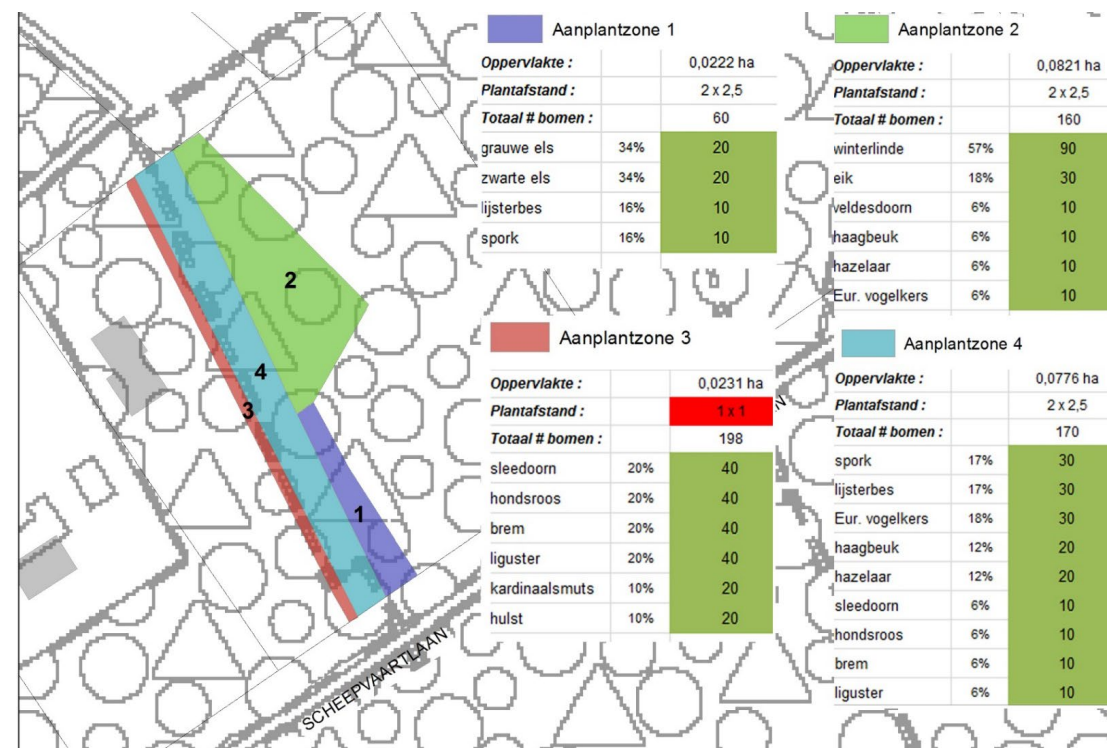 Aanplantzone 1
Oppervlakte : 0,0222 ha
Plantafstand : 2 x 2,5
Totaal # bomen : 60
grauwe els 34% 20
zwarte els 34% 20
lijsterbes 16% 10
spork 16% 10
Aanplantzone 2
Oppervlakte : 0,0821 ha
Plantafstand : 2 x 2,5
Totaal # bomen : 160
winterlinde 57% 90
eik 18% 30
veldesdoorn 6% 10
haagbeuk 6% 10
hazelaar 6% 10
Eur. vogelkers 6% 10
Aanplantzone 3
Oppervlakte : 0,0231 ha
Plantafstand : 1 x 1
Totaal # bomen : 198
sleedoorn 20% 40
hondsroos 20% 40
brem 20% 40
liguster 20% 40
kardinaalsmuts 10% 20
hulst 10% 20
Aanplantzone 4
Oppervlakte : 0,0776 ha
Plantafstand : 2 x 2,5
Totaal # bomen : 170
spork 17% 30
lijsterbes 17% 30
Eur. vogelkers 18% 30
haagbeuk 12% 20
hazelaar 12% 20
sleedoorn 6% 10
hondsroos 6% 10
brem 6% 10
liguster 6% 10
2
4
3
1
SCHEEPVAARTLAAN